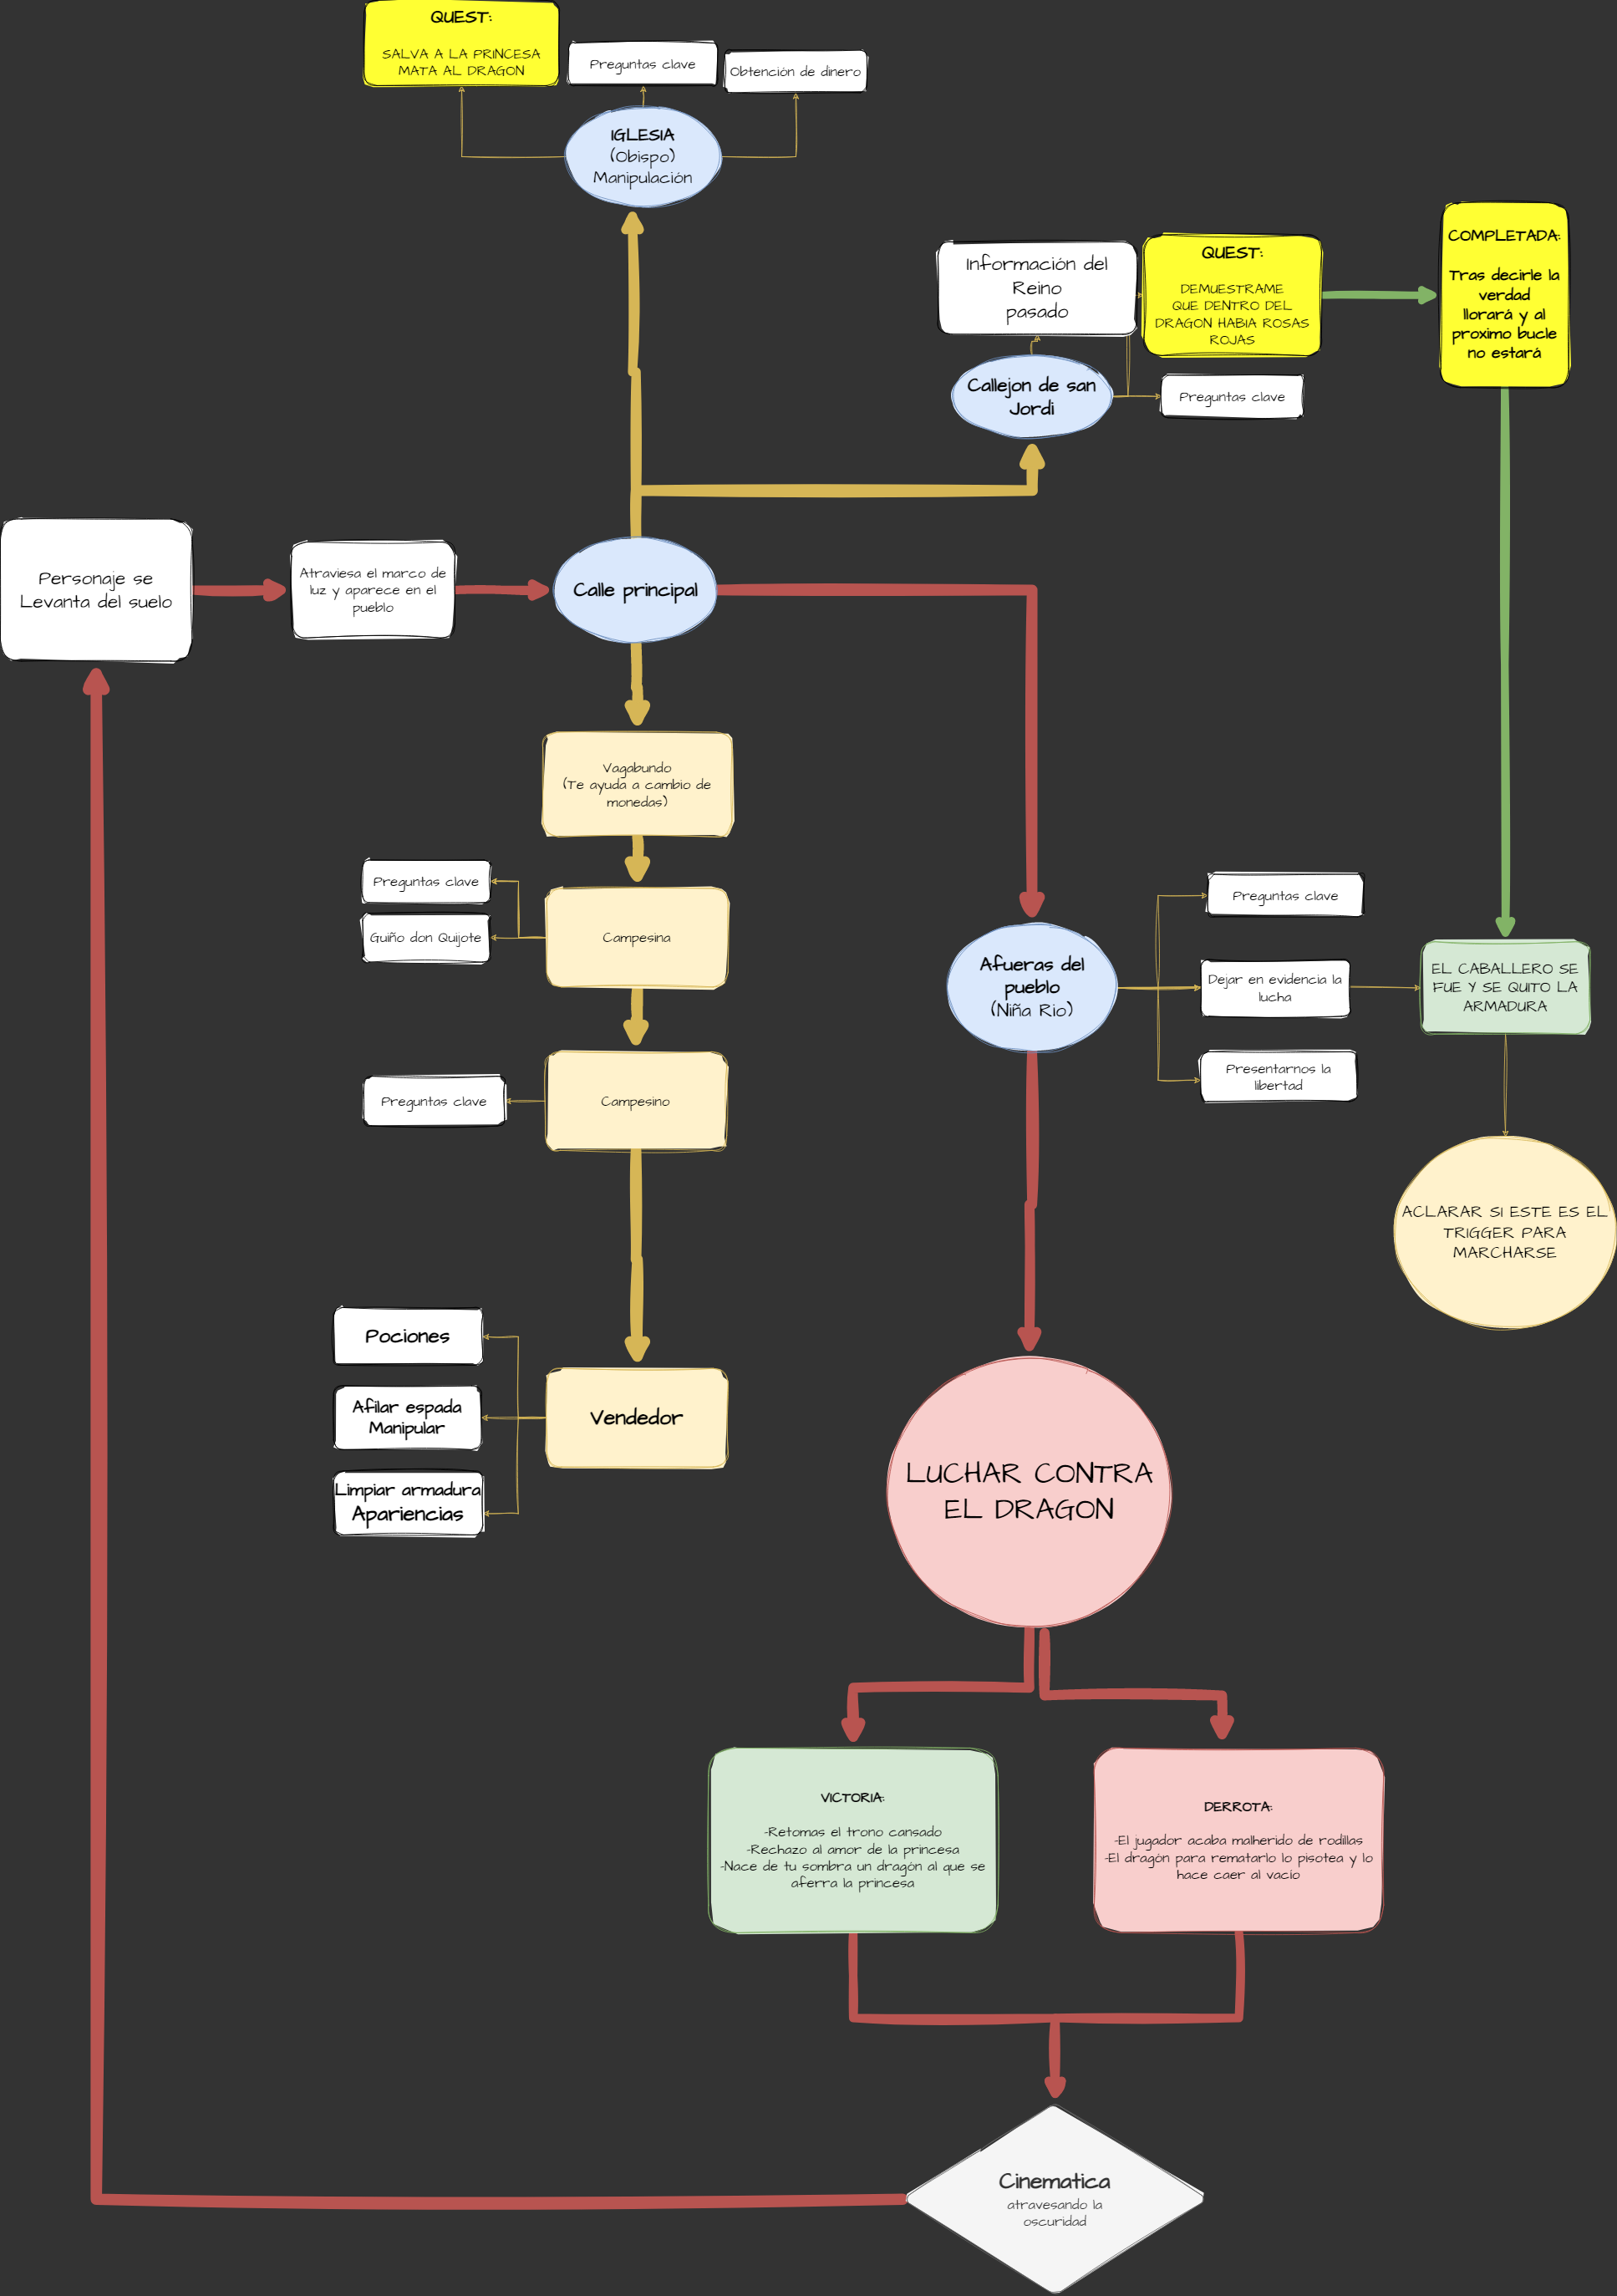 QUEST:
SALVA A LA PRINCESA
MATA AL DRAGON
Preguntas clave
Obtención de dinero
IGLESIA
(Obispo)
Manipulación
Información del
Reino
pasado
QUEST:
DEMUESTRAME
QUE DENTRO DEL
DRAGON HABIA ROSAS
ROJAS
COMPLETADA:
Tras decirle la
verdad
llorará y al
proximo bucle
no estará
Callejon de san
Jordi
Preguntas clave
Personaje se
Levanta del suelo
Atraviesa el marco de
luz y aparece en el
pueblo
Calle principal
Vagabundo
(Te ayuda a cambio de
monedas)
Preguntas clave
Guiño don Quijote
Campesina
Preguntas clave
Campesino
Afueras del
pueblo
(Niña Rio)
Preguntas clave
Dejar en evidencia la
lucha
Presentarnos la
libertad
EL CABALLERO SE
FUE Y SE QUITO LA
ARMADURA
ACLARAR SI ESTE ES EL
TRIGGER PARA
MARCHARSE
Pociones
Afilar espada
Manipular
Limpiar armadura
Apariencias
Vendedor
LUCHAR CONTRA
EL DRAGON
VICTORIA:
-Retomas el trono cansado
-Rechazo al amor de la princesa
-Nace de tu sombra un dragón al que se
aferra la princesa
DERROTA:
-El jugador acaba malherido de rodillas
-El dragón para rematarlo lo pisotea y lo
hace caer al vacío
Cinematica
atravesando la
oscuridad